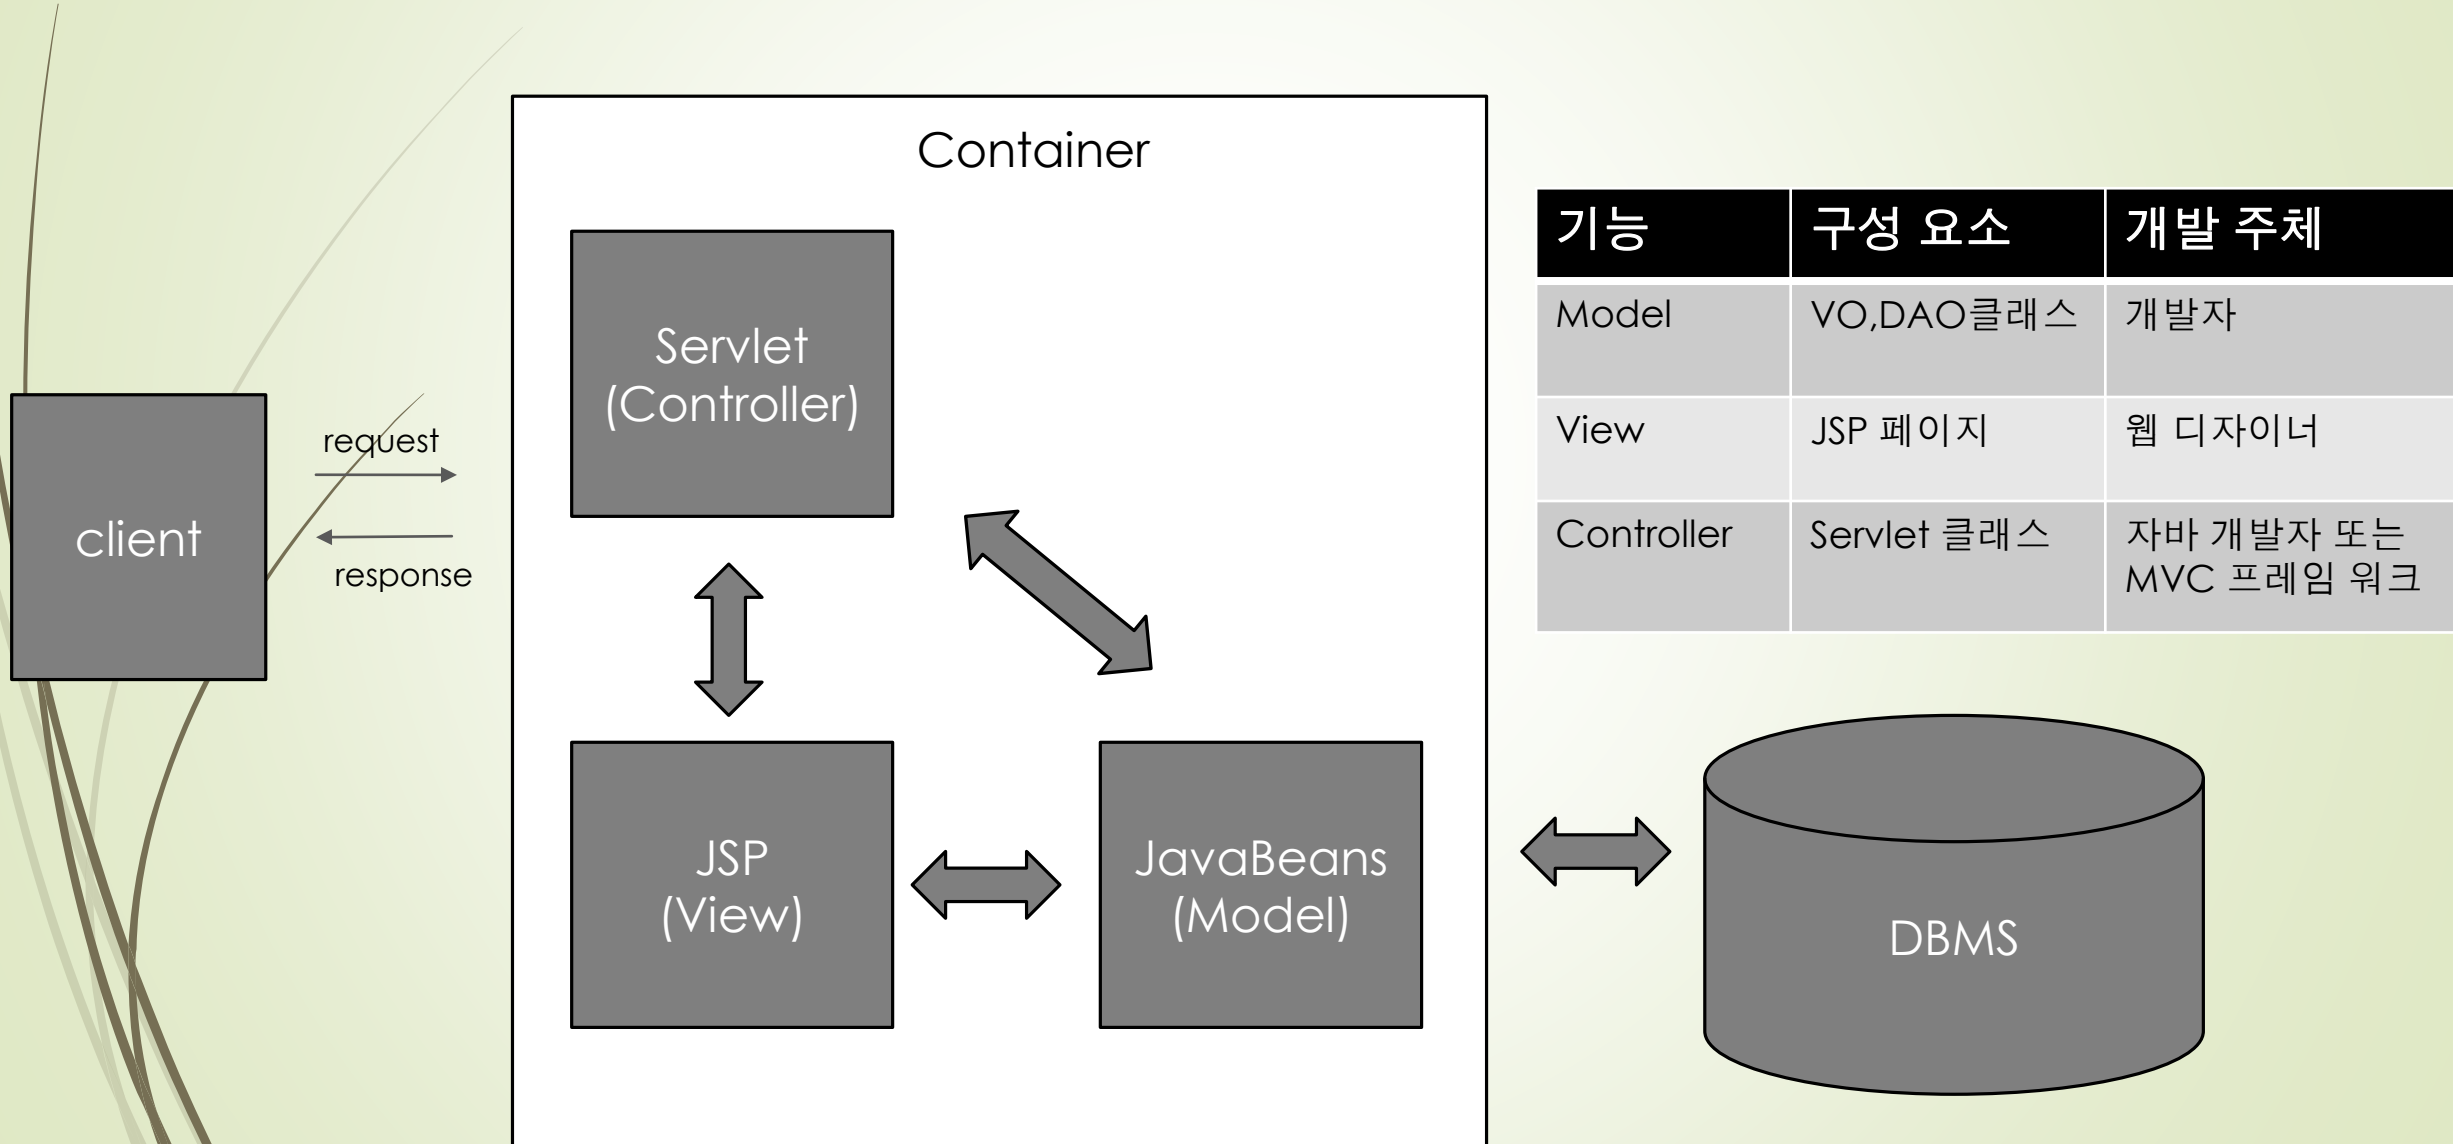 Container
Servlet
(Controller)
client
request
response
JSP
(View)
JavaBeans
(Model)
기능 구성 요소 개발 주체
Model VO,DAO클래스 개발자
View JSP 페이지 웹 디자이너
Controller Servlet 클래스 자바 개발자 또는
MVC 프레임 워크
DBMS